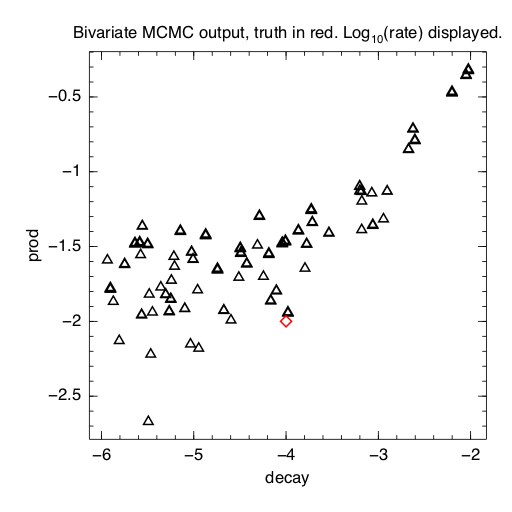 Bivariate MCMC output, truth in red. Log10(rate) displayed.
−0.5
−1
−1.5
−2
−2.5
prod
−6 −5 −4 −3 −2
decay